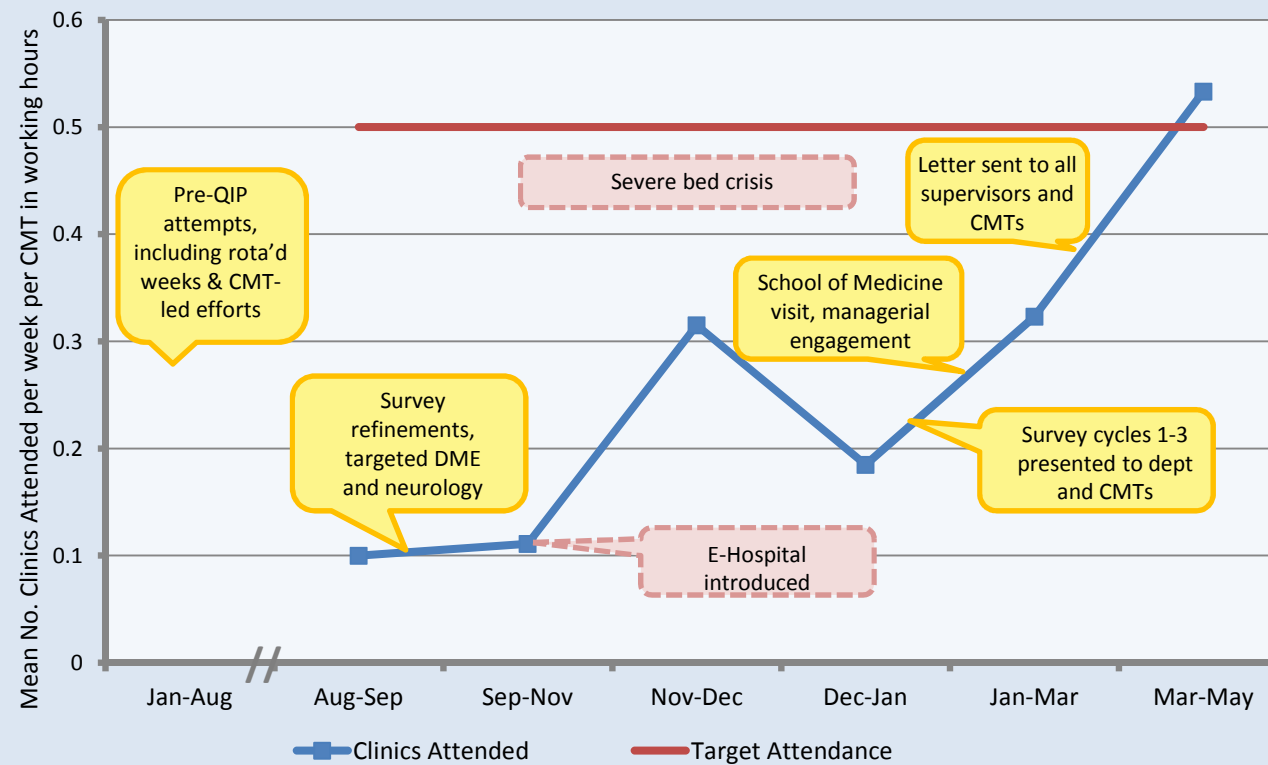 Mean No. Clinics Attended per week per CMT in working hours
0.6
0.5
0.4
0.3
0.2
0.1
0
Pre-QIP
attempts,
including rota’d
weeks & CMT-
led efforts
Survey
refinements,
targeted DME
and neurology
Severe bed crisis
E-Hospital
introduced
Letter sent to all
supervisors and
CMTs
School of Medicine
visit, managerial
engagement
Survey cycles 1-3
presented to dept
and CMTs
//
Jan-Aug
Aug-Sep
Sep-Nov
Nov-Dec
Dec-Jan
Jan-Mar
Mar-May
Clinics Attended
Target Attendance